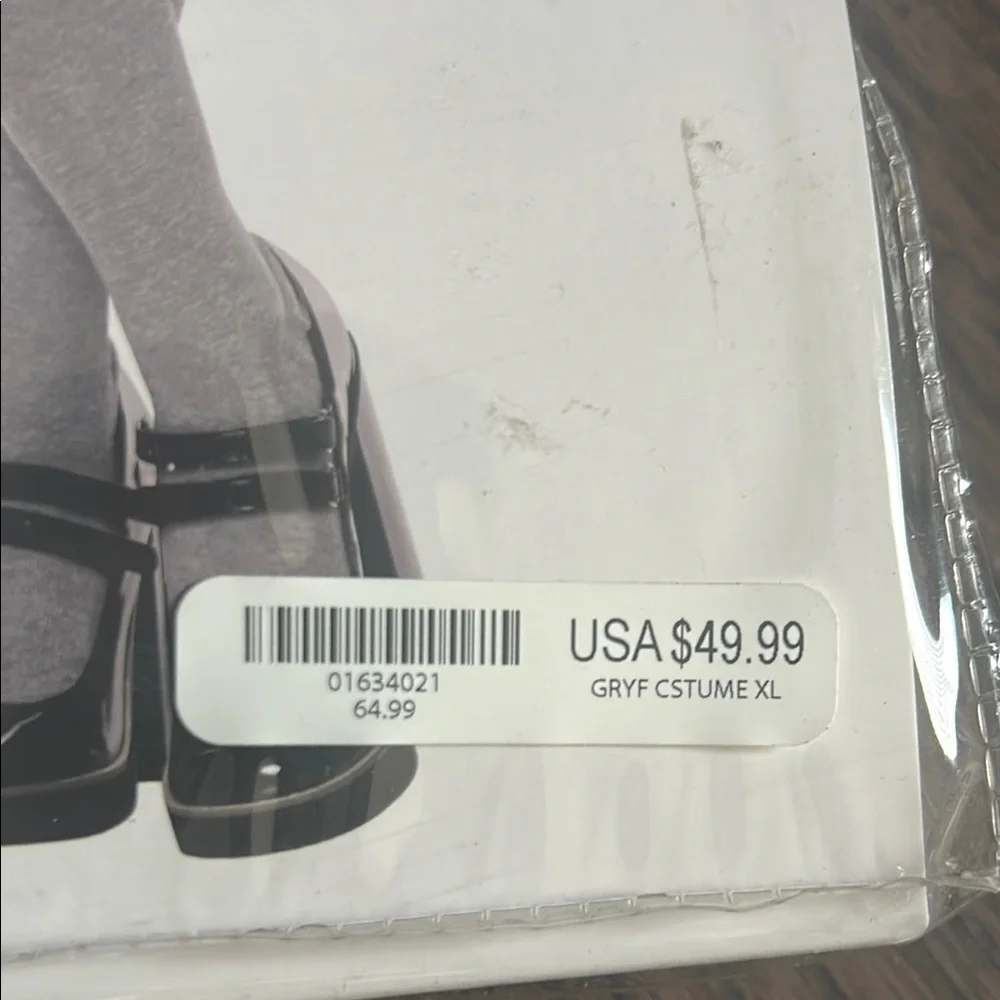 01634021
64.99
USA $49.99
GRYF CSTUME XL